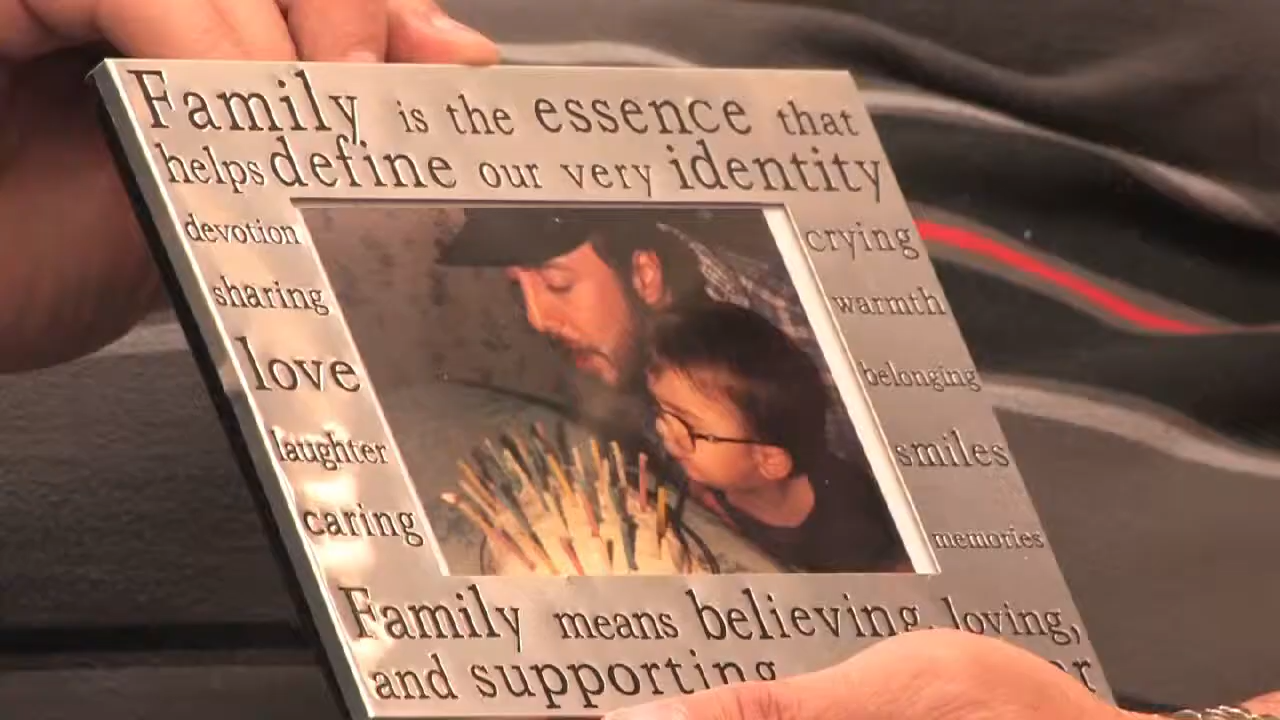 Family is the essence that
helps define our very identity
devotion
sharing
love
laughter
caring
crying
warmth
belonging
smiles
memories
Family means believing, loving,
and supporting